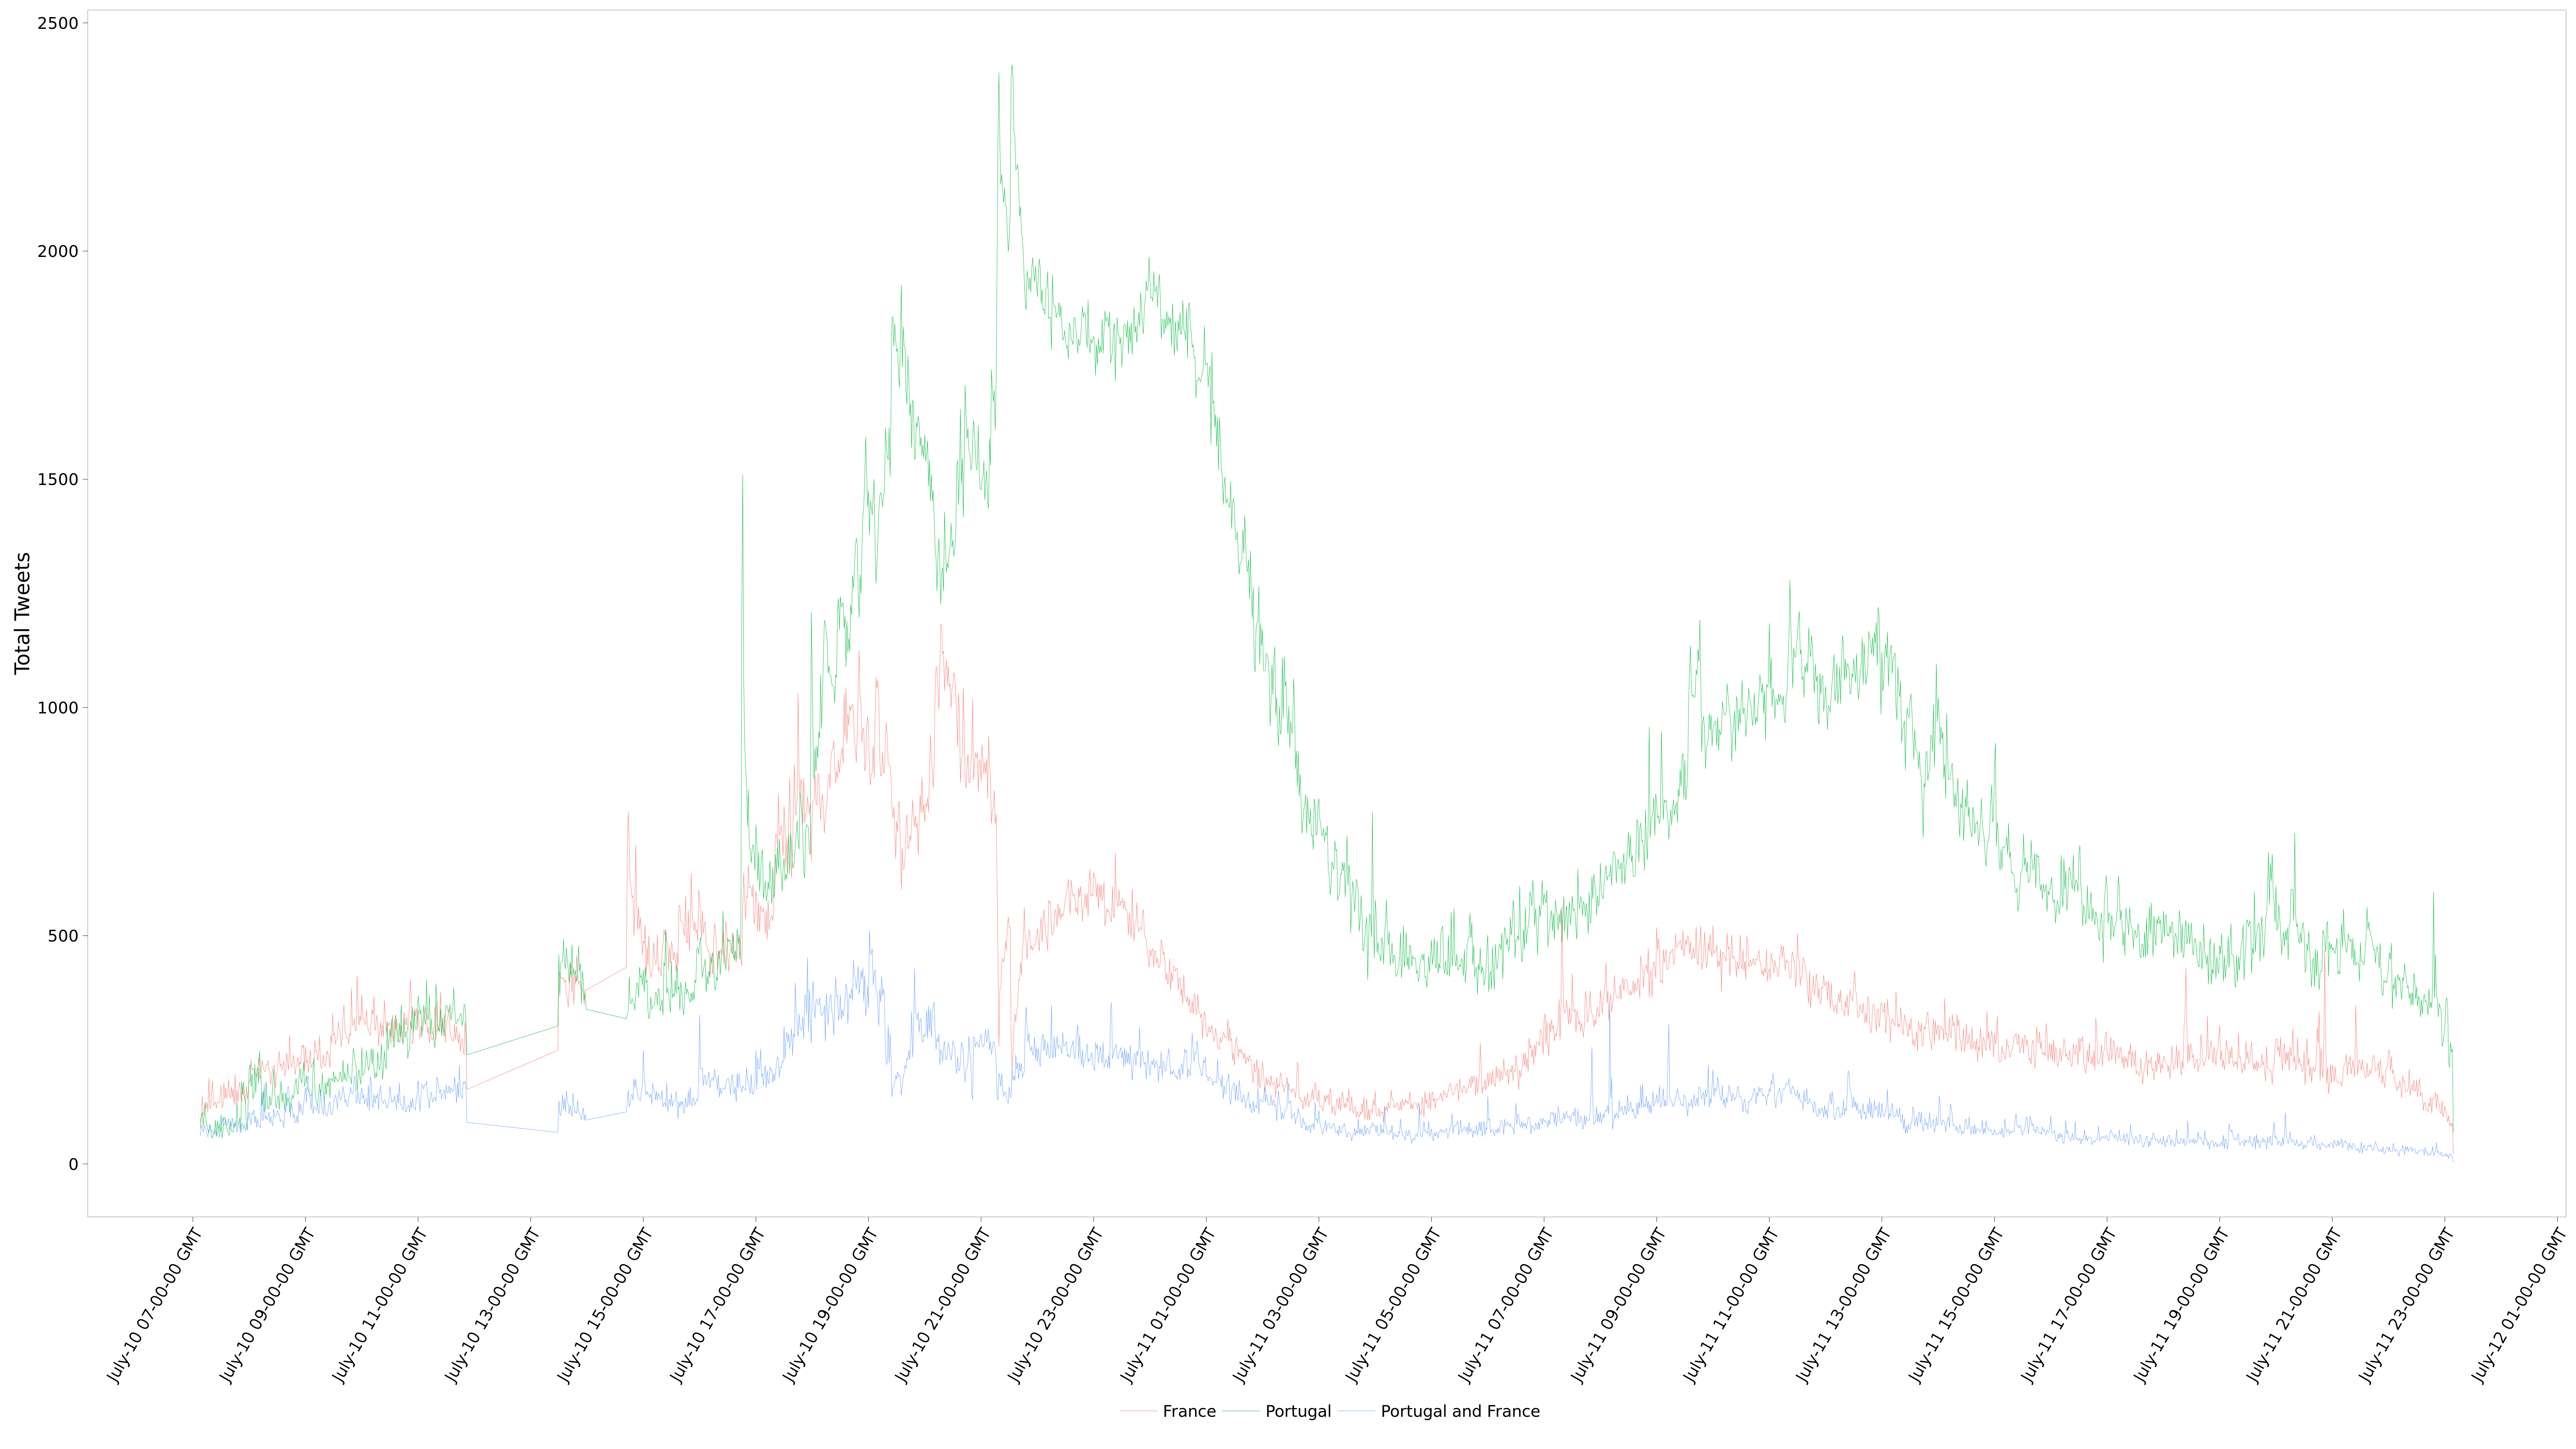 Total Tweets
2500
2000
1500
1000
500
0
July-10 07-00-00 GMT
July-10 09-00-00 GMT
July-10 11-00-00 GMT
July-10 13-00-00 GMT
July-10 15-00-00 GMT
July-10 17-00-00 GMT
July-10 19-00-00 GMT
July-10 21-00-00 GMT
July-10 23-00-00 GMT
July-11 01-00-00 GMT
July-11 03-00-00 GMT
July-11 05-00-00 GMT
July-11 07-00-00 GMT
July-11 09-00-00 GMT
July-11 11-00-00 GMT
July-11 13-00-00 GMT
July-11 15-00-00 GMT
July-11 17-00-00 GMT
July-11 19-00-00 GMT
July-11 21-00-00 GMT
July-11 23-00-00 GMT
July-12 01-00-00 GMT
France Portugal Portugal and France